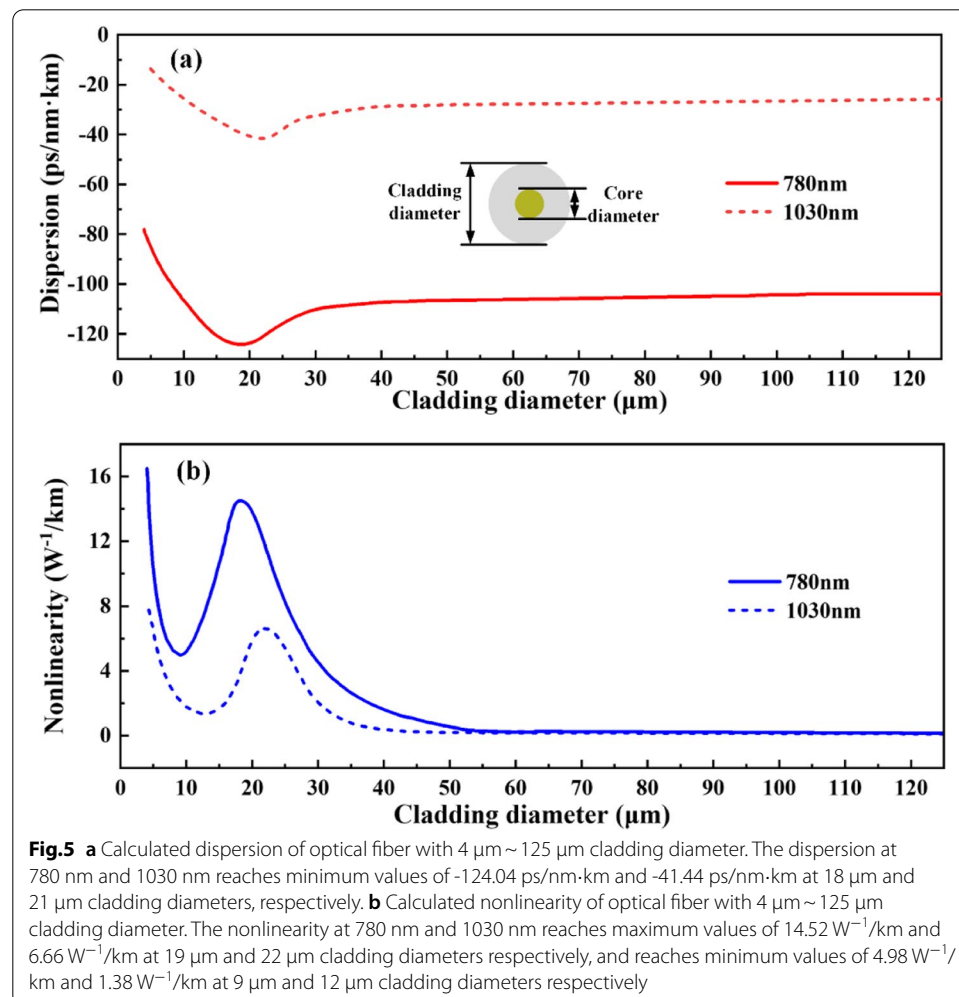 0
-20
-40
-60
-80
-100
-120
Dispersion (ps/nm·km)
(a)
Cladding
diameter
Core
diameter
780nm
1030nm
0 10 20 30 40 50 60 70 80 90 100 110 120
Cladding diameter (μm)
16
12
8
4
0
Nonlinearity (W⁻¹/km)
(b)
780nm
1030nm
0 10 20 30 40 50 60 70 80 90 100 110 120
Cladding diameter (μm)
Fig.5 a Calculated dispersion of optical fiber with 4 μm ~ 125 μm cladding diameter. The dispersion at
780 nm and 1030 nm reaches minimum values of -124.04 ps/nm·km and -41.44 ps/nm·km at 18 μm and
21 μm cladding diameters, respectively. b Calculated nonlinearity of optical fiber with 4 μm ~ 125 μm
cladding diameter. The nonlinearity at 780 nm and 1030 nm reaches maximum values of 14.52 W⁻¹/km and
6.66 W⁻¹/km at 19 μm and 22 μm cladding diameters respectively, and reaches minimum values of 4.98 W⁻¹/
km and 1.38 W⁻¹/km at 9 μm and 12 μm cladding diameters respectively